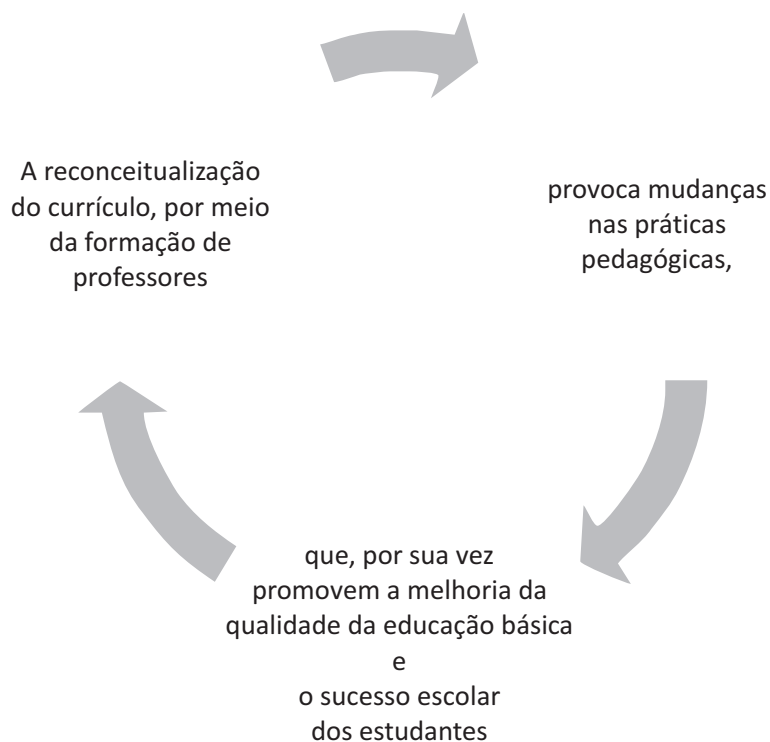 A reconceitualização
do currículo, por meio
da formação de
professores
provoca mudanças
nas práticas
pedagógicas,
que, por sua vez
promovem a melhoria da
qualidade da educação básica
e
o sucesso escolar
dos estudantes